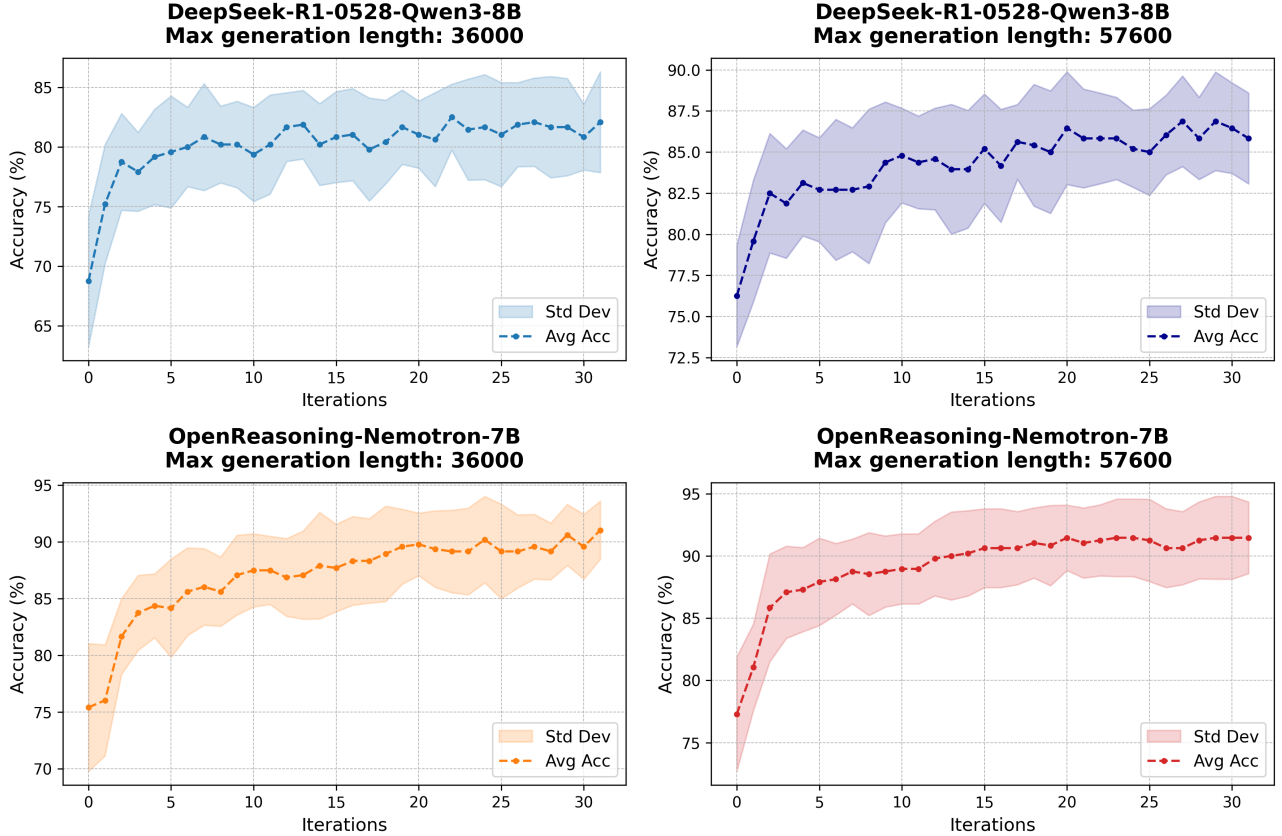 DeepSeek-R1-0528-Qwen3-8B
Max generation length: 36000
Accuracy (%)
85
80
75
70
65
Std Dev
Avg Acc
0 5 10 15 20 25 30
Iterations
DeepSeek-R1-0528-Qwen3-8B
Max generation length: 57600
Accuracy (%)
90.0
87.5
85.0
82.5
80.0
77.5
75.0
72.5
Std Dev
Avg Acc
0 5 10 15 20 25 30
Iterations
OpenReasoning-Nemotron-7B
Max generation length: 36000
Accuracy (%)
95
90
85
80
75
70
Std Dev
Avg Acc
0 5 10 15 20 25 30
Iterations
OpenReasoning-Nemotron-7B
Max generation length: 57600
Accuracy (%)
95
90
85
80
75
Std Dev
Avg Acc
0 5 10 15 20 25 30
Iterations